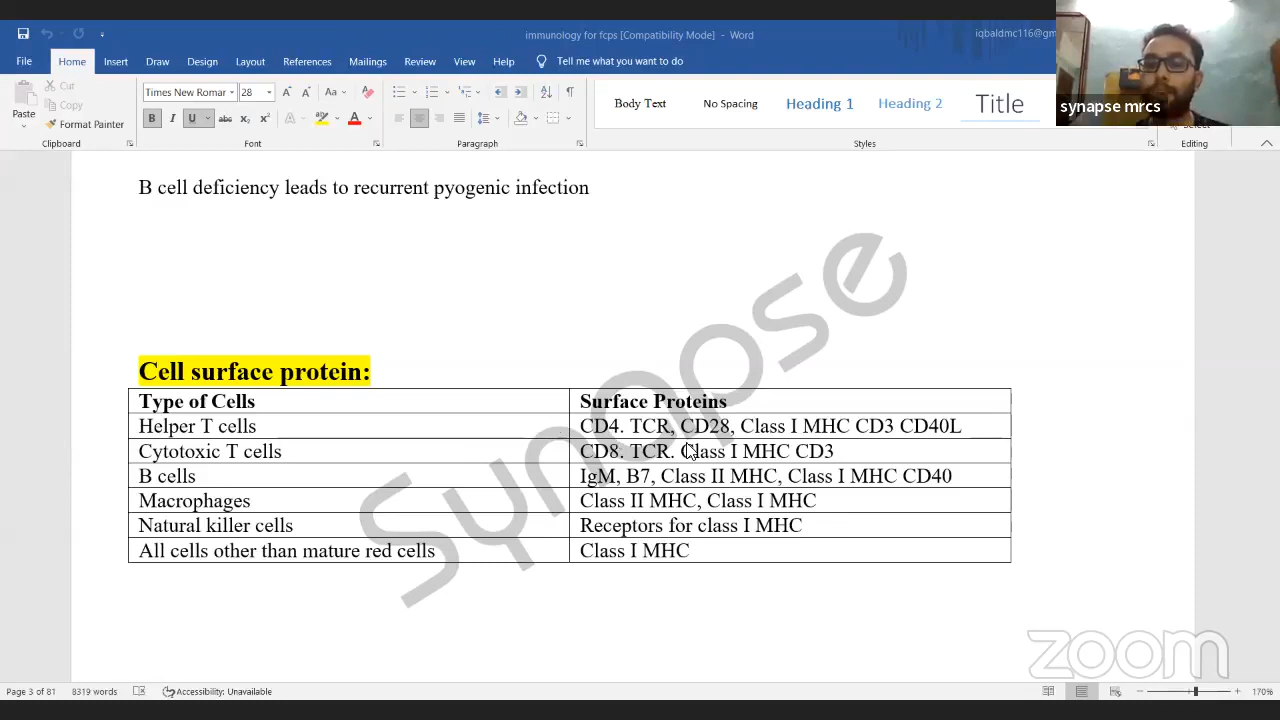 immunology for fcps [Compatibility Mode] - Word
iqbaldmc116@gm
File Home Insert Draw Design Layout References Mailings Review View Help Tell me what you want to do
synapse mrcs
Paste
Cut
Copy
Format Painter
Times New Romar 28
Body Text
No Spacing
Heading 1
Heading 2
Title
Clipboard Font Paragraph Styles Editing
B cell deficiency leads to recurrent pyogenic infection
Cell surface protein:
Type of Cells Surface Proteins
Helper T cells CD4. TCR, CD28, Class I MHC CD3 CD40L
Cytotoxic T cells CD8. TCR. Class I MHC CD3
B cells IgM, B7, Class II MHC, Class I MHC CD40
Macrophages Class II MHC, Class I MHC
Natural killer cells Receptors for class I MHC
All cells other than mature red cells Class I MHC
Synapse
zoom
Page 3 of 81 8319 words Accessibility: Unavailable 170%